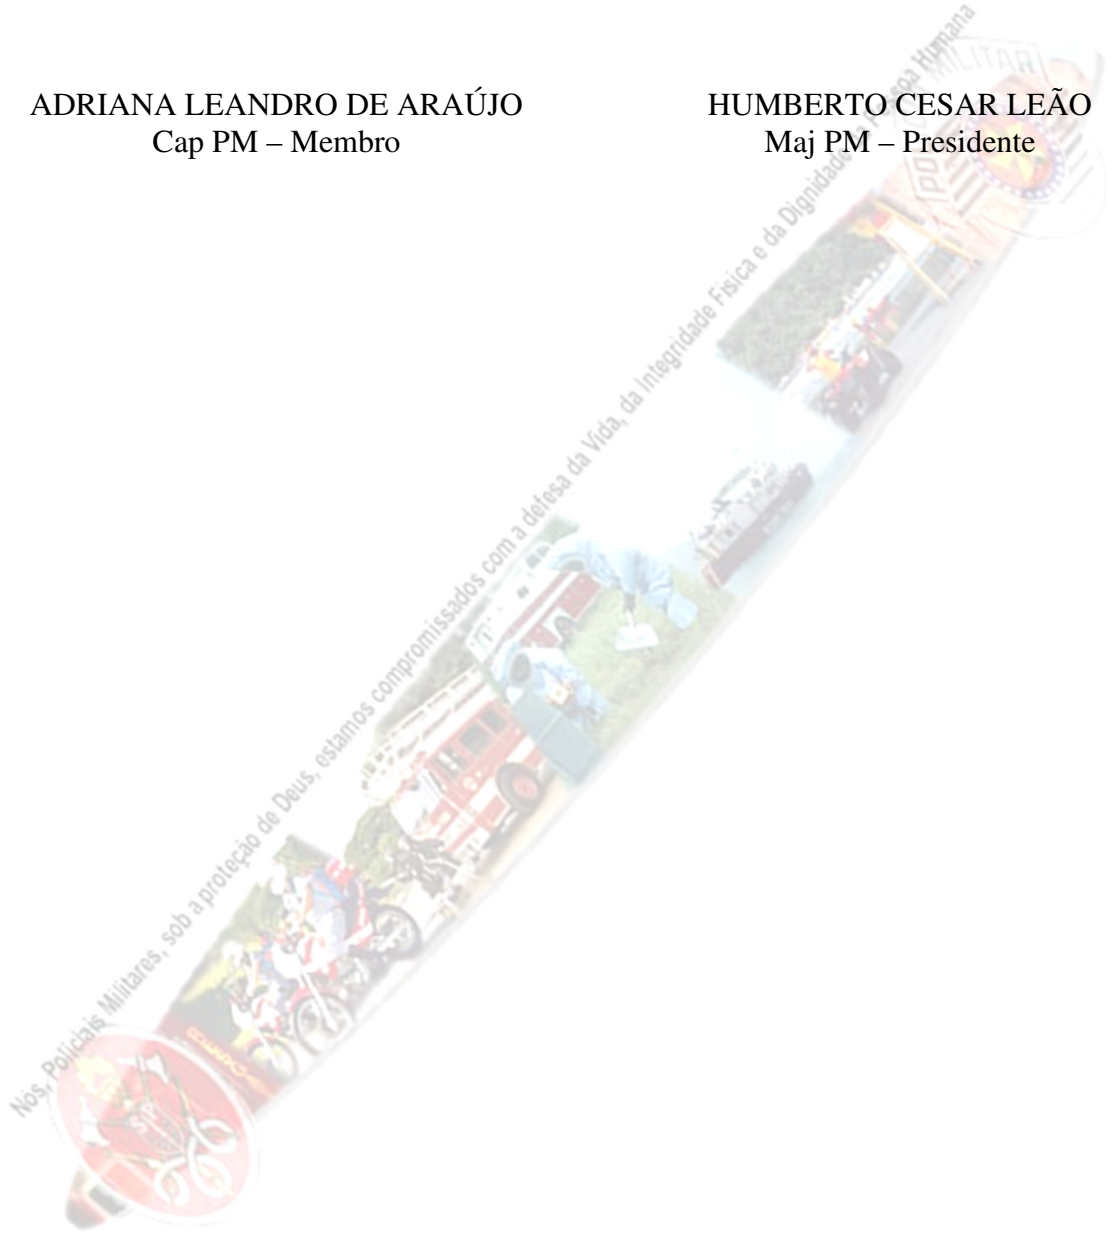 ADRIANA LEANDRO DE ARAÚJO
Cap PM – Membro
HUMBERTO CESAR LEÃO
Maj PM – Presidente
Nós, Policiais Militares, sob a proteção de Deus, estamos compromissados com a defesa da Vida, da Integridade Física e da Dignidade da Pessoa Humana
MILITAR